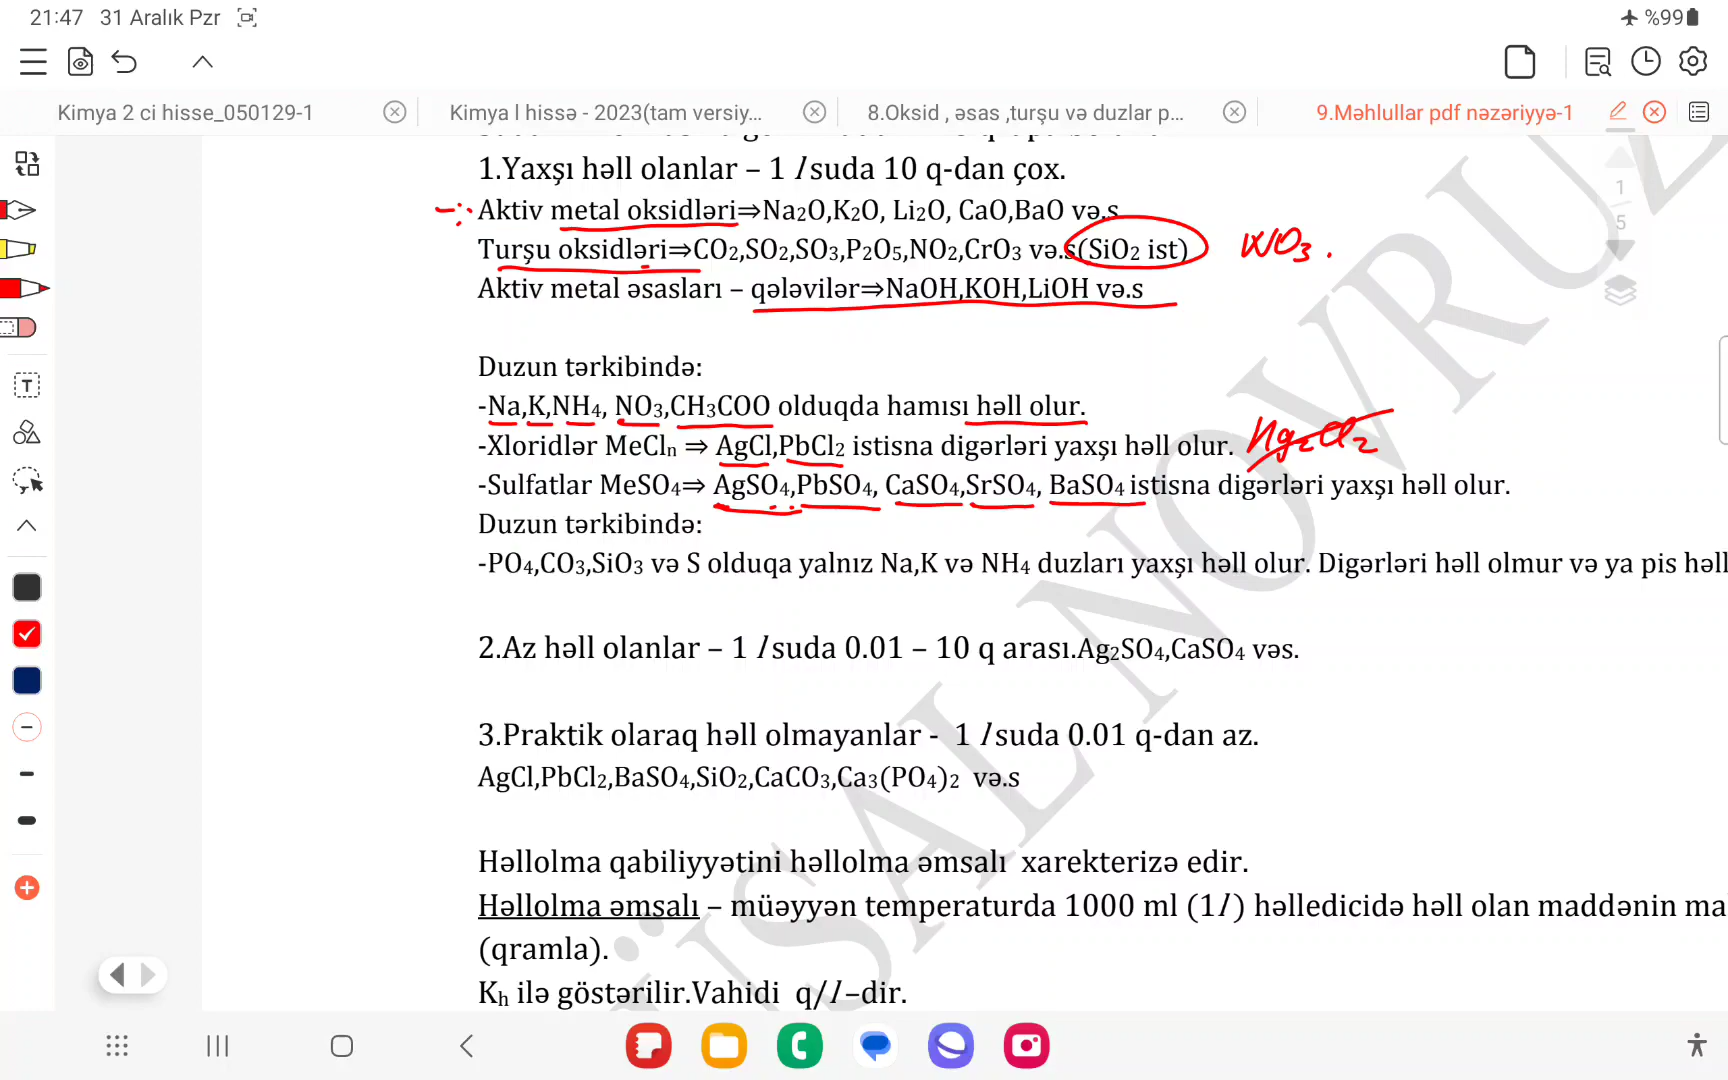 21:47 31 Aralık Pzr %99
Kimya 2 ci hisse_050129-1 Kimya l hissə - 2023(tam versiy... 8.Oksid , əsas ,turşu və duzlar p... 9.Məhlullar pdf nəzəriyyə-1
1.Yaxşı həll olanlar – 1 l suda 10 q-dan çox.
Aktiv metal oksidləri⇒Na₂O,K₂O, Li₂O, CaO,BaO və.s
Turşu oksidləri⇒CO₂,SO₂,SO₃,P₂O₅,NO₂,CrO₃ və.s(SiO₂ ist) WO₃ .
Aktiv metal əsasları – qələvilər⇒NaOH,KOH,LiOH və.s
Duzun tərkibində:
-Na,K,NH₄, NO₃,CH₃COO olduqda hamısı həll olur.
-Xloridlər MeClₙ ⇒ AgCl,PbCl₂ istisna digərləri yaxşı həll olur. Hg₂Cl₂
-Sulfatlar MeSO₄⇒ AgSO₄,PbSO₄, CaSO₄,SrSO₄, BaSO₄ istisna digərləri yaxşı həll olur.
Duzun tərkibində:
-PO₄,CO₃,SiO₃ və S olduqa yalnız Na,K və NH₄ duzları yaxşı həll olur. Digərləri həll olmur və ya pis həll
2.Az həll olanlar – 1 l suda 0.01 – 10 q arası.Ag₂SO₄,CaSO₄ vəs.
3.Praktik olaraq həll olmayanlar - 1 l suda 0.01 q-dan az.
AgCl,PbCl₂,BaSO₄,SiO₂,CaCO₃,Ca₃(PO₄)₂ və.s
Həllolma qabiliyyətini həllolma əmsalı xarekterizə edir.
Həllolma əmsalı – müəyyən temperaturda 1000 ml (1l) həlledicidə həll olan maddənin ma
(qramla).
Kₕ ilə göstərilir.Vahidi q/l–dir.
1
5
ÜSAL NOVRUZ
T